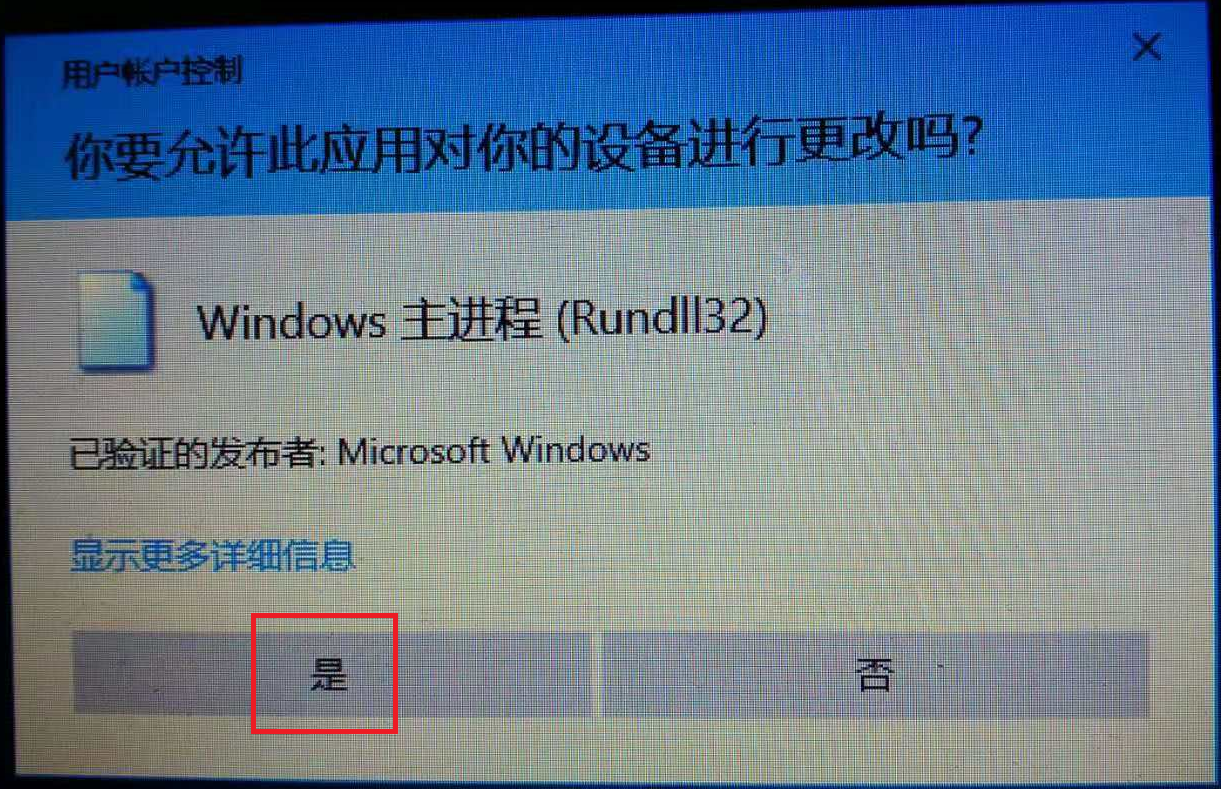 用户帐户控制
你要允许此应用对你的设备进行更改吗?
Windows 主进程 (Rundll32)
已验证的发布者: Microsoft Windows
显示更多详细信息
是
否